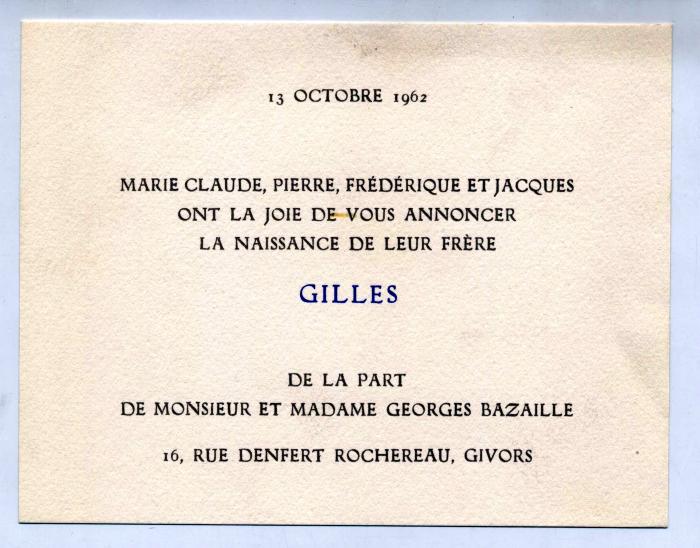 13 OCTOBRE 1962
MARIE CLAUDE, PIERRE, FRÉDÉRIQUE ET JACQUES
ONT LA JOIE DE VOUS ANNONCER
LA NAISSANCE DE LEUR FRÈRE
GILLES
DE LA PART
DE MONSIEUR ET MADAME GEORGES BAZAILLE
16, RUE DENFERT ROCHEREAU, GIVORS